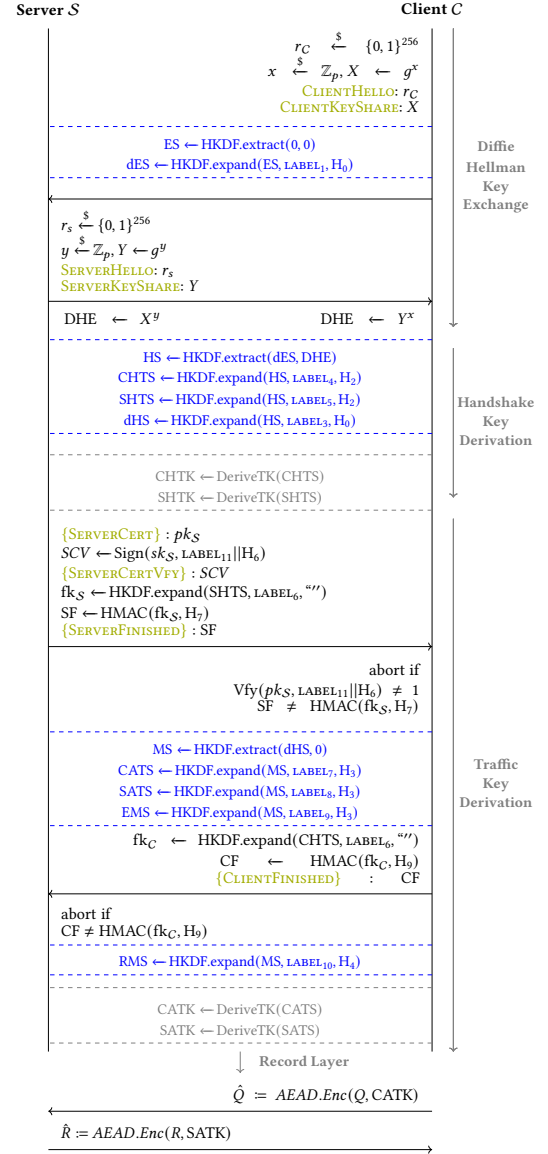 Server 𝒮 Client 𝒞
r_C ←$ {0, 1}^256
x ←$ ℤ_p, X ← g^x
ClientHello: r_C
ClientKeyShare: X
ES ← HKDF.extract(0, 0)
dES ← HKDF.expand(ES, label_1, H_0)
Diffie
Hellman
Key
Exchange
r_s ←$ {0, 1}^256
y ←$ ℤ_p, Y ← g^y
ServerHello: r_s
ServerKeyShare: Y
DHE ← X^y DHE ← Y^x
HS ← HKDF.extract(dES, DHE)
CHTS ← HKDF.expand(HS, label_4, H_2)
SHTS ← HKDF.expand(HS, label_5, H_2)
dHS ← HKDF.expand(HS, label_3, H_0)
Handshake
Key
Derivation
CHTK ← DeriveTK(CHTS)
SHTK ← DeriveTK(SHTS)
{ServerCert} : pk_𝒮
SCV ← Sign(sk_𝒮, label_11||H_6)
{ServerCertVfy} : SCV
fk_𝒮 ← HKDF.expand(SHTS, label_6, “”)
SF ← HMAC(fk_𝒮, H_7)
{ServerFinished} : SF
abort if
Vfy(pk_𝒮, label_11||H_6) ≠ 1
SF ≠ HMAC(fk_𝒮, H_7)
MS ← HKDF.extract(dHS, 0)
CATS ← HKDF.expand(MS, label_7, H_3)
SATS ← HKDF.expand(MS, label_8, H_3)
EMS ← HKDF.expand(MS, label_9, H_3)
Traffic
Key
Derivation
fk_C ← HKDF.expand(CHTS, label_6, “”)
CF ← HMAC(fk_C, H_9)
{ClientFinished} : CF
abort if
CF ≠ HMAC(fk_C, H_9)
RMS ← HKDF.expand(MS, label_10, H_4)
CATK ← DeriveTK(CATS)
SATK ← DeriveTK(SATS)
Record Layer
Q̂ := AEAD.Enc(Q, CATK)
R̂ := AEAD.Enc(R, SATK)